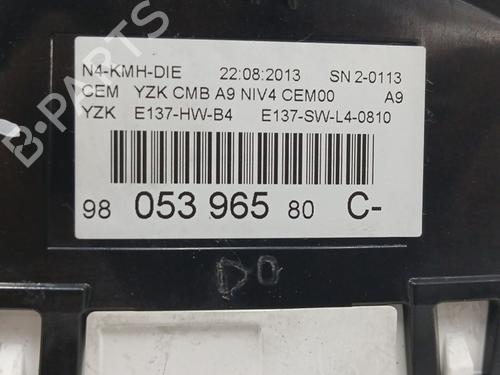 N4-KMH-DIE 22:08:2013 SN 2-0113
CEM YZK CMB A9 NIV4 CEM00 A9
YZK E137-HW-B4 E137-SW-L4-0810
98 053 965 80 C-
DO
B-PARTS